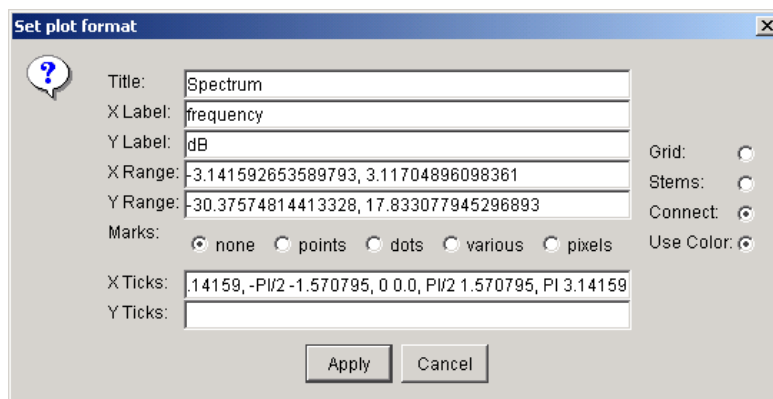 Set plot format
Title: Spectrum
X Label: frequency
Y Label: dB
X Range: -3.141592653589793, 3.11704896098361
Y Range: -30.37574814413328, 17.833077945296893
Marks: none points dots various pixels
X Ticks: .14159, -PI/2 -1.570795, 0 0.0, PI/2 1.570795, PI 3.14159
Y Ticks:
Grid:
Stems:
Connect:
Use Color:
Apply Cancel